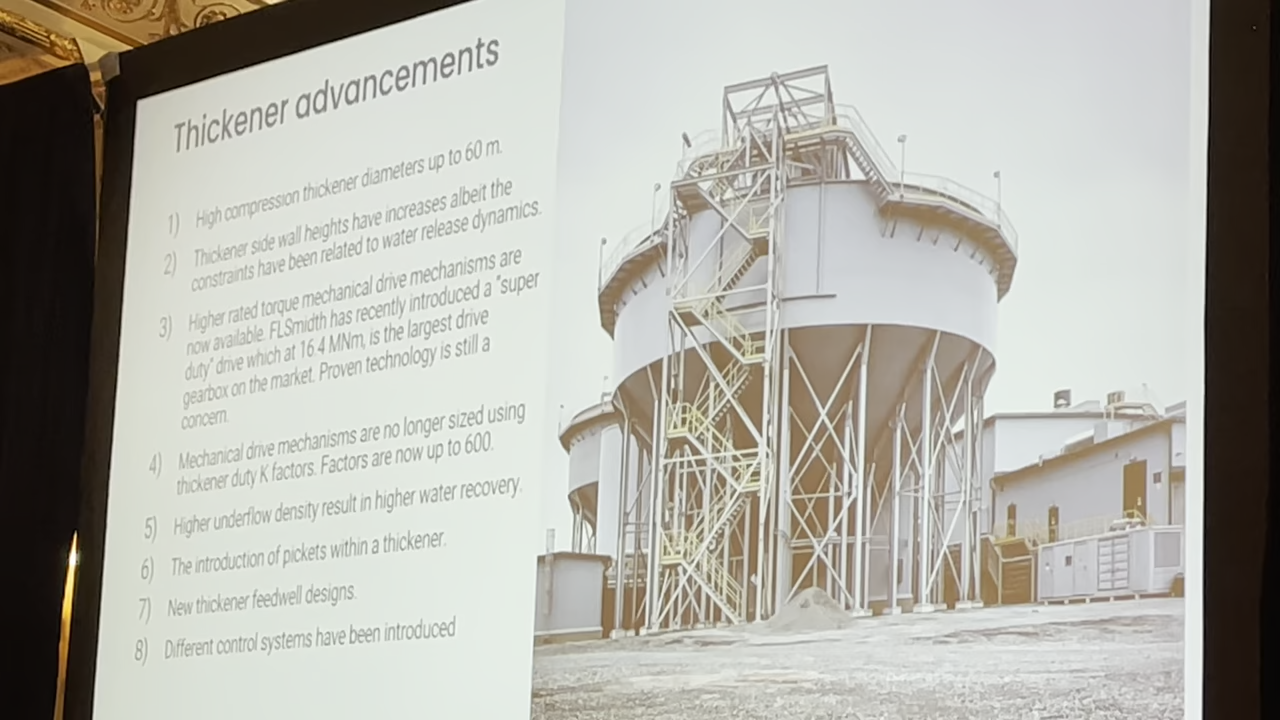 Thickener advancements
1) High compression thickener diameters up to 60 m.
2) Thickener side wall heights have increases albeit the
constraints have been related to water release dynamics.
3) Higher rated torque mechanical drive mechanisms are
now available. FLSmidth has recently introduced a "super
duty" drive which at 16.4 MNm, is the largest drive
gearbox on the market. Proven technology is still a
concern.
4) Mechanical drive mechanisms are no longer sized using
thickener duty K factors. Factors are now up to 600.
5) Higher underflow density result in higher water recovery.
6) The introduction of pickets within a thickener.
7) New thickener feedwell designs.
8) Different control systems have been introduced